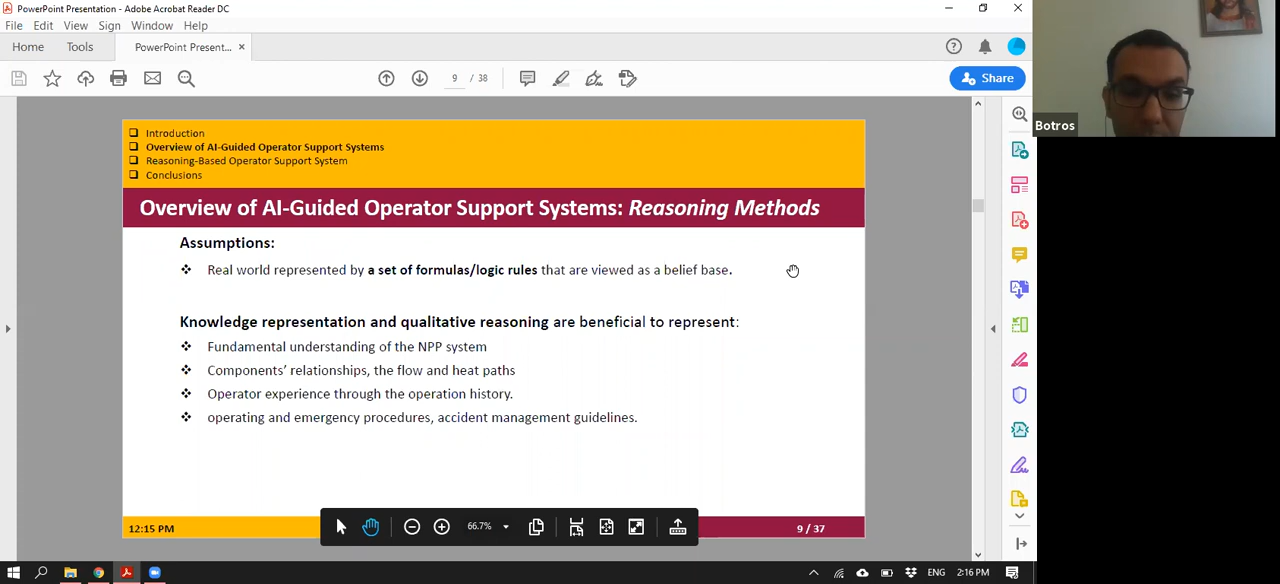 PowerPoint Presentation - Adobe Acrobat Reader DC
File Edit View Sign Window Help
Home Tools PowerPoint Present... ×
9 / 38
Share
Botros
Introduction
Overview of AI-Guided Operator Support Systems
Reasoning-Based Operator Support System
Conclusions
Overview of AI-Guided Operator Support Systems: Reasoning Methods
Assumptions:
Real world represented by a set of formulas/logic rules that are viewed as a belief base.
Knowledge representation and qualitative reasoning are beneficial to represent:
Fundamental understanding of the NPP system
Components' relationships, the flow and heat paths
Operator experience through the operation history.
operating and emergency procedures, accident management guidelines.
12:15 PM
66.7%
9 / 37
ENG 2:16 PM